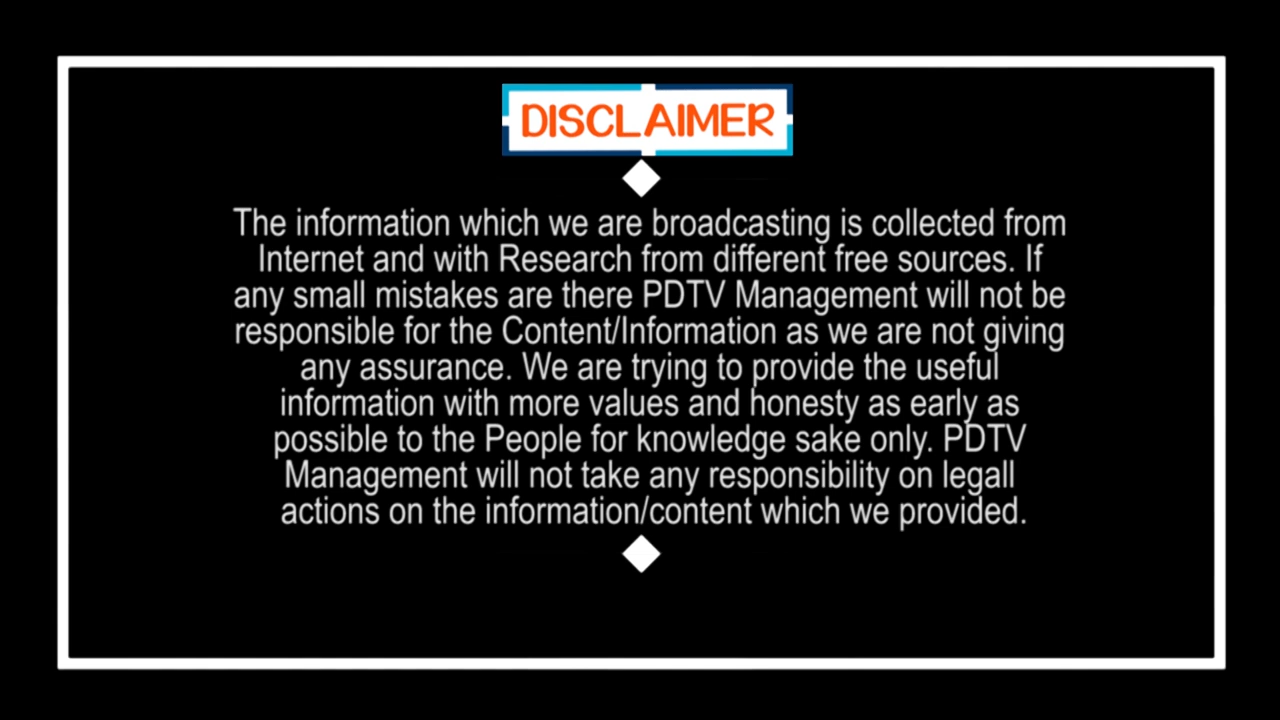 DISCLAIMER
The information which we are broadcasting is collected from
Internet and with Research from different free sources. If
any small mistakes are there PDTV Management will not be
responsible for the Content/Information as we are not giving
any assurance. We are trying to provide the useful
information with more values and honesty as early as
possible to the People for knowledge sake only. PDTV
Management will not take any responsibility on legall
actions on the information/content which we provided.